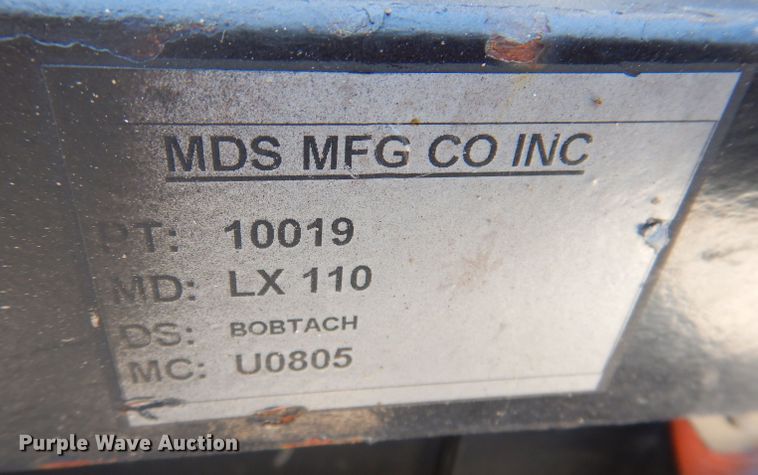 MDS MFG CO INC
PT: 10019
MD: LX 110
DS: BOBTACH
MC: U0805
Purple Wave Auction